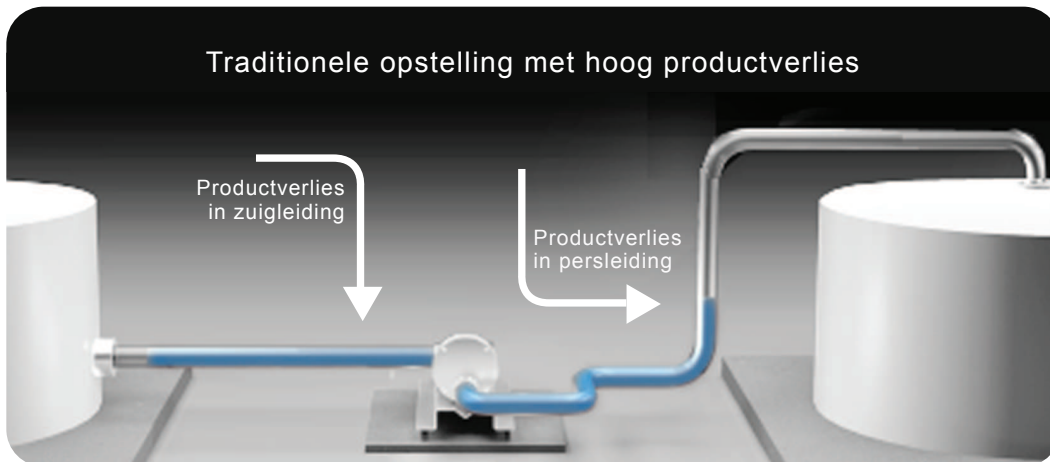 Traditionele opstelling met hoog productverlies
Productverlies
in zuigleiding
Productverlies
in persleiding